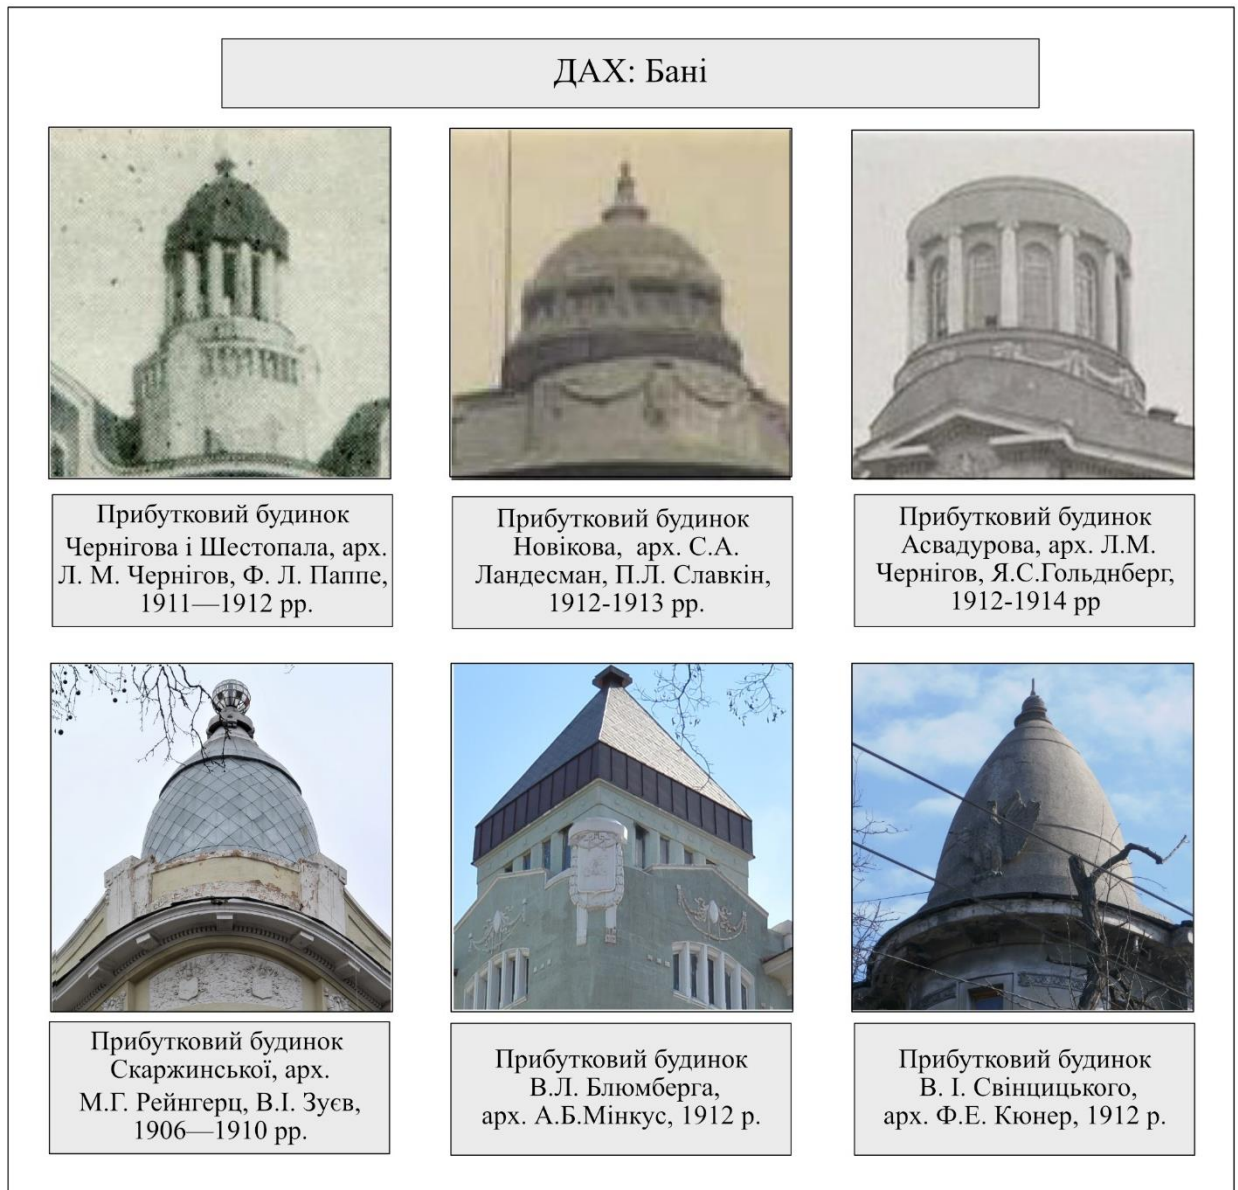 ДАХ: Бані
Прибутковий будинок
Чернігова і Шестопала, арх.
Л. М. Чернігов, Ф. Л. Паппе,
1911—1912 рр.
Прибутковий будинок
Новікова, арх. С.А.
Ландесман, П.Л. Славкін,
1912-1913 рр.
Прибутковий будинок
Асвадурова, арх. Л.М.
Чернігов, Я.С.Гольднберг,
1912-1914 рр
Прибутковий будинок
Скаржинської, арх.
М.Г. Рейнгерц, В.І. Зуєв,
1906—1910 рр.
Прибутковий будинок
В.Л. Блюмберга,
арх. А.Б.Мінкус, 1912 р.
Прибутковий будинок
В. І. Свінцицького,
арх. Ф.Е. Кюнер, 1912 р.